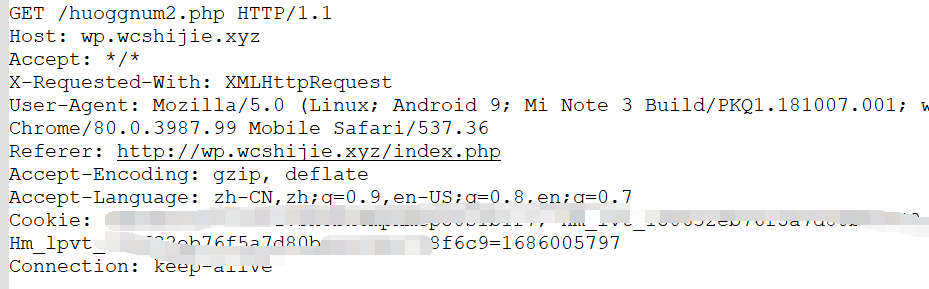 GET /huoggnum2.php HTTP/1.1
Host: wp.wcshijie.xyz
Accept: */*
X-Requested-With: XMLHttpRequest
User-Agent: Mozilla/5.0 (Linux; Android 9; Mi Note 3 Build/PKQ1.181007.001;
Chrome/80.0.3987.99 Mobile Safari/537.36
Referer: http://wp.wcshijie.xyz/index.php
Accept-Encoding: gzip, deflate
Accept-Language: zh-CN,zh;q=0.9,en-US;q=0.8,en;q=0.7
Cookie:
Hm_lpvt_ 8f6c9=1686005797
Connection: keep-alive